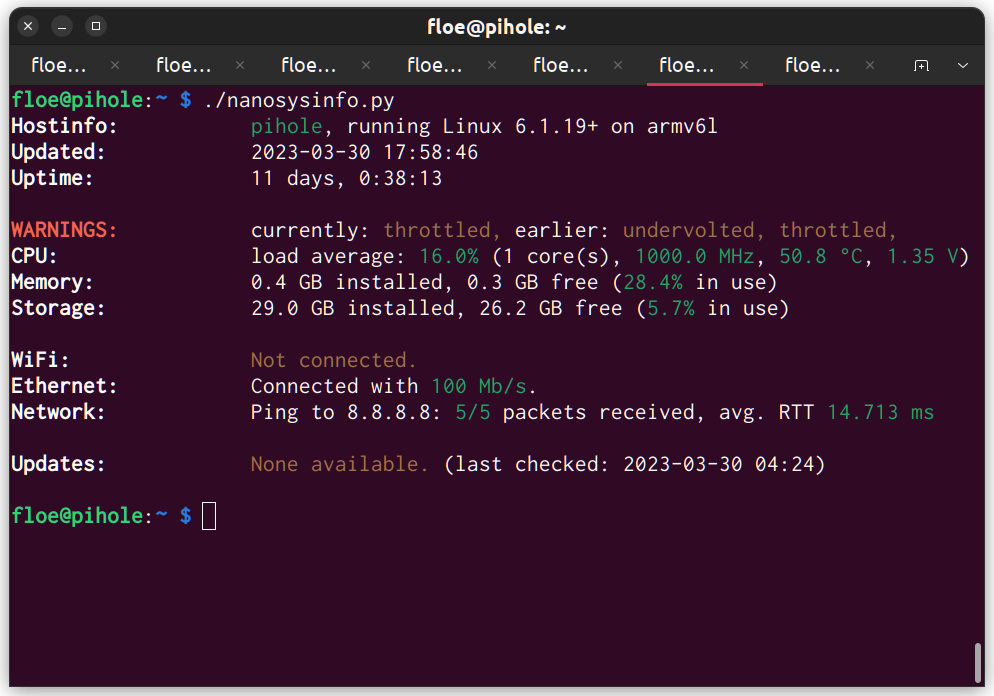 floe@pihole: ~
floe... floe... floe... floe... floe... floe... floe...
floe@pihole:~ $ ./nanosysinfo.py
Hostinfo: pihole, running Linux 6.1.19+ on armv6l
Updated: 2023-03-30 17:58:46
Uptime: 11 days, 0:38:13
WARNINGS: currently: throttled, earlier: undervolted, throttled,
CPU: load average: 16.0% (1 core(s), 1000.0 MHz, 50.8 °C, 1.35 V)
Memory: 0.4 GB installed, 0.3 GB free (28.4% in use)
Storage: 29.0 GB installed, 26.2 GB free (5.7% in use)
WiFi: Not connected.
Ethernet: Connected with 100 Mb/s.
Network: Ping to 8.8.8.8: 5/5 packets received, avg. RTT 14.713 ms
Updates: None available. (last checked: 2023-03-30 04:24)
floe@pihole:~ $